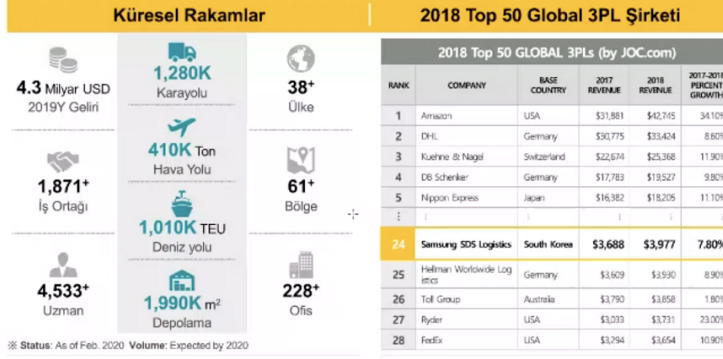 Küresel Rakamlar
4.3 Milyar USD
2019Y Geliri
1,280K
Karayolu
38+
Ülke
1,871+
İş Ortağı
410K Ton
Hava Yolu
61+
Bölge
1,010K TEU
Deniz yolu
4,533+
Uzman
1,990K m²
Depolama
228+
Ofis
※ Status: As of Feb. 2020 Volume: Expected by 2020
2018 Top 50 Global 3PL Şirketi
2018 Top 50 GLOBAL 3PLs (by JOC.com)
RANK COMPANY BASE COUNTRY 2017 REVENUE 2018 REVENUE 2017-2018 PERCENT GROWTH
1 Amazon USA $31,881 $42,745 34.10%
2 DHL Germany $30,775 $33,424 8.60%
3 Kuehne & Nagel Switzerland $22,674 $25,368 11.90%
4 DB Schenker Germany $17,783 $19,527 9.80%
5 Nippon Express Japan $16,382 $18,205 11.10%
24 Samsung SDS Logistics South Korea $3,688 $3,977 7.80%
25 Hellman Worldwide Log
istics Germany $3,609 $3,930 8.90%
26 Toll Group Australia $3,790 $3,858 1.80%
27 Ryder USA $3,033 $3,731 23.00%
28 FedEx USA $3,294 $3,654 10.90%